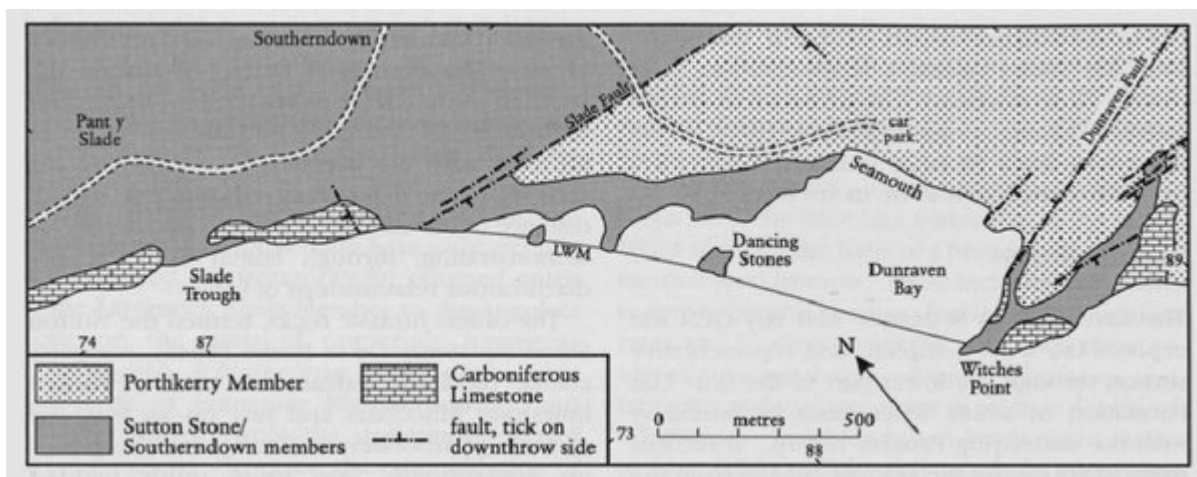 Southerndown
Pant y
Slade
Slade Fault
car
park
Dunraven Fault
Seamouth
LWM
Dancing
Stones
Dunraven
Bay
Slade
Trough
89
Witches
Point
N
74
87
Porthkerry Member
Carboniferous
Limestone
Sutton Stone/
Southerndown members
fault, tick on
downthrow side
73
0 metres 500
88